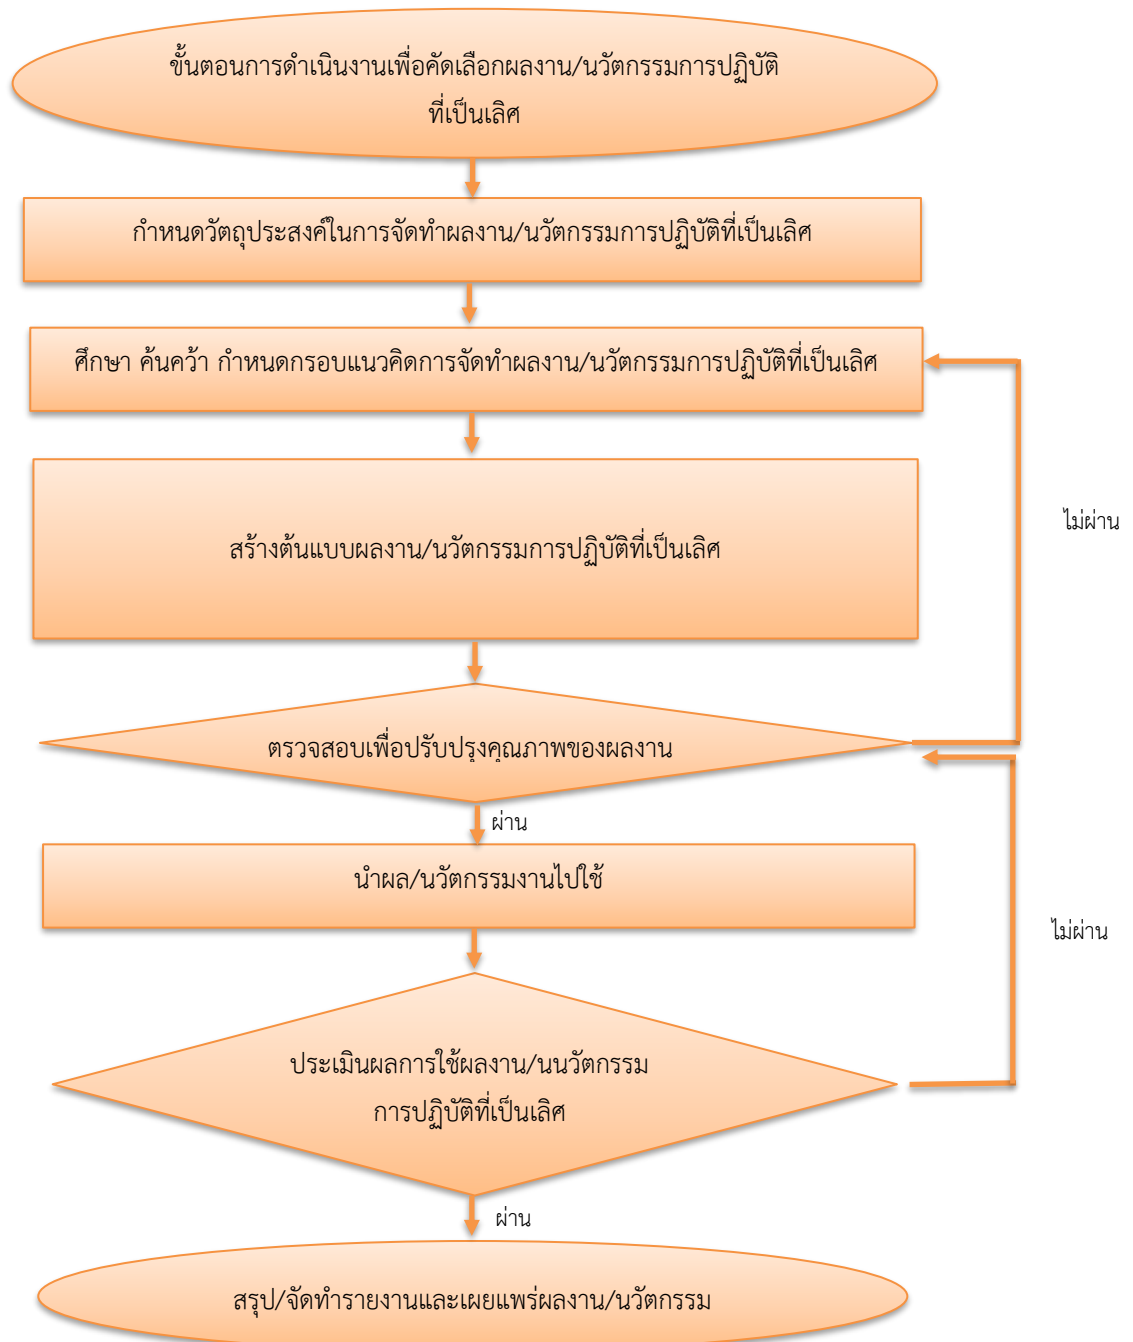 ขั้นตอนการดำเนินงานเพื่อคัดเลือกผลงาน/นวัตกรรมการปฏิบัติ
ที่เป็นเลิศ
กำหนดวัตถุประสงค์ในการจัดทำผลงาน/นวัตกรรมการปฏิบัติที่เป็นเลิศ
ศึกษา ค้นคว้า กำหนดกรอบแนวคิดการจัดทำผลงาน/นวัตกรรมการปฏิบัติที่เป็นเลิศ
สร้างต้นแบบผลงาน/นวัตกรรมการปฏิบัติที่เป็นเลิศ
ไม่ผ่าน
ตรวจสอบเพื่อปรับปรุงคุณภาพของผลงาน
ผ่าน
นำผล/นวัตกรรมงานไปใช้
ไม่ผ่าน
ประเมินผลการใช้ผลงาน/นนวัตกรรม
การปฏิบัติที่เป็นเลิศ
ผ่าน
สรุป/จัดทำรายงานและเผยแพร่ผลงาน/นวัตกรรม